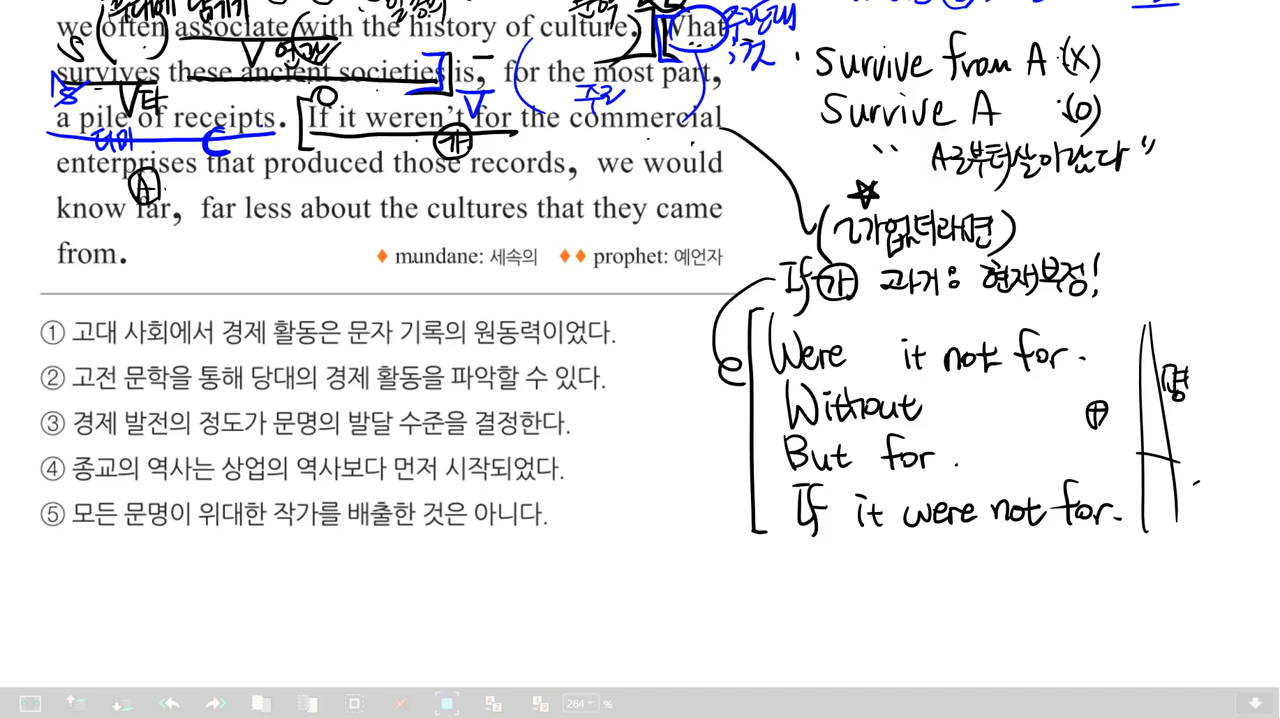 we often associate with the history of culture. What
survives these ancient societies is, for the most part,
a pile of receipts. If it weren't for the commercial
enterprises that produced those records, we would
know far, far less about the cultures that they came
from.
♦ mundane: 세속의 ♦♦ prophet: 예언자
① 고대 사회에서 경제 활동은 문자 기록의 원동력이었다.
② 고전 문학을 통해 당대의 경제 활동을 파악할 수 있다.
③ 경제 발전의 정도가 문명의 발달 수준을 결정한다.
④ 종교의 역사는 상업의 역사보다 먼저 시작되었다.
⑤ 모든 문명이 위대한 작가를 배출한 것은 아니다.
S
V 연관
V타
O
V
주로
더미
C
가
A
· Survive from A (X)
Survive A (O)
" A로부터 살아남다 "
(~가 없더라면)
If 가 과거 : 현재부정!
Were it not for.
Without
But for.
If it were not for.
+
명
264 %